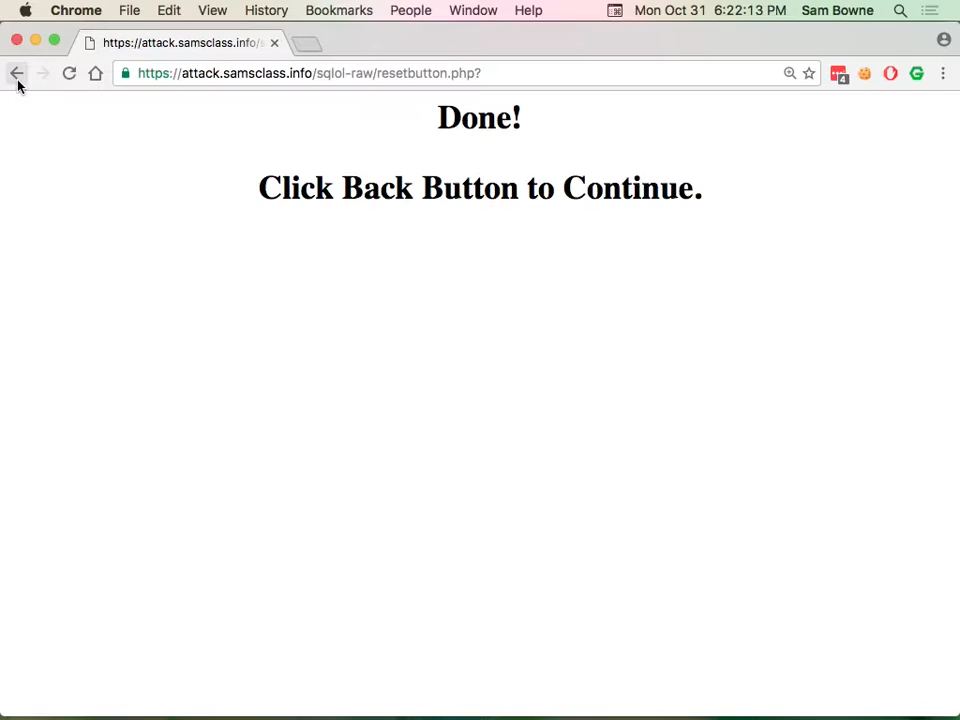 Chrome File Edit View History Bookmarks People Window Help Mon Oct 31 6:22:13 PM Sam Bowne
https://attack.samsclass.info/s
https://attack.samsclass.info/sqlol-raw/resetbutton.php?
4
G
Done!
Click Back Button to Continue.